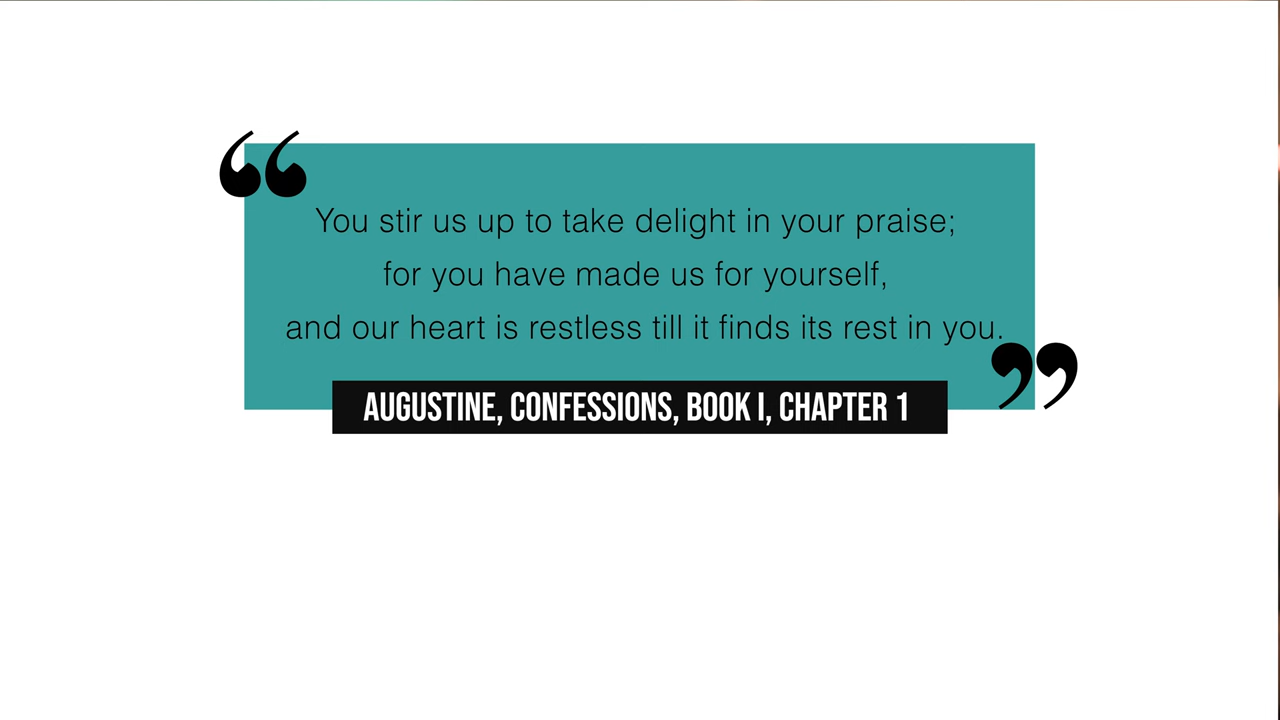 “
You stir us up to take delight in your praise;
for you have made us for yourself,
and our heart is restless till it finds its rest in you.
”
AUGUSTINE, CONFESSIONS, BOOK I, CHAPTER 1